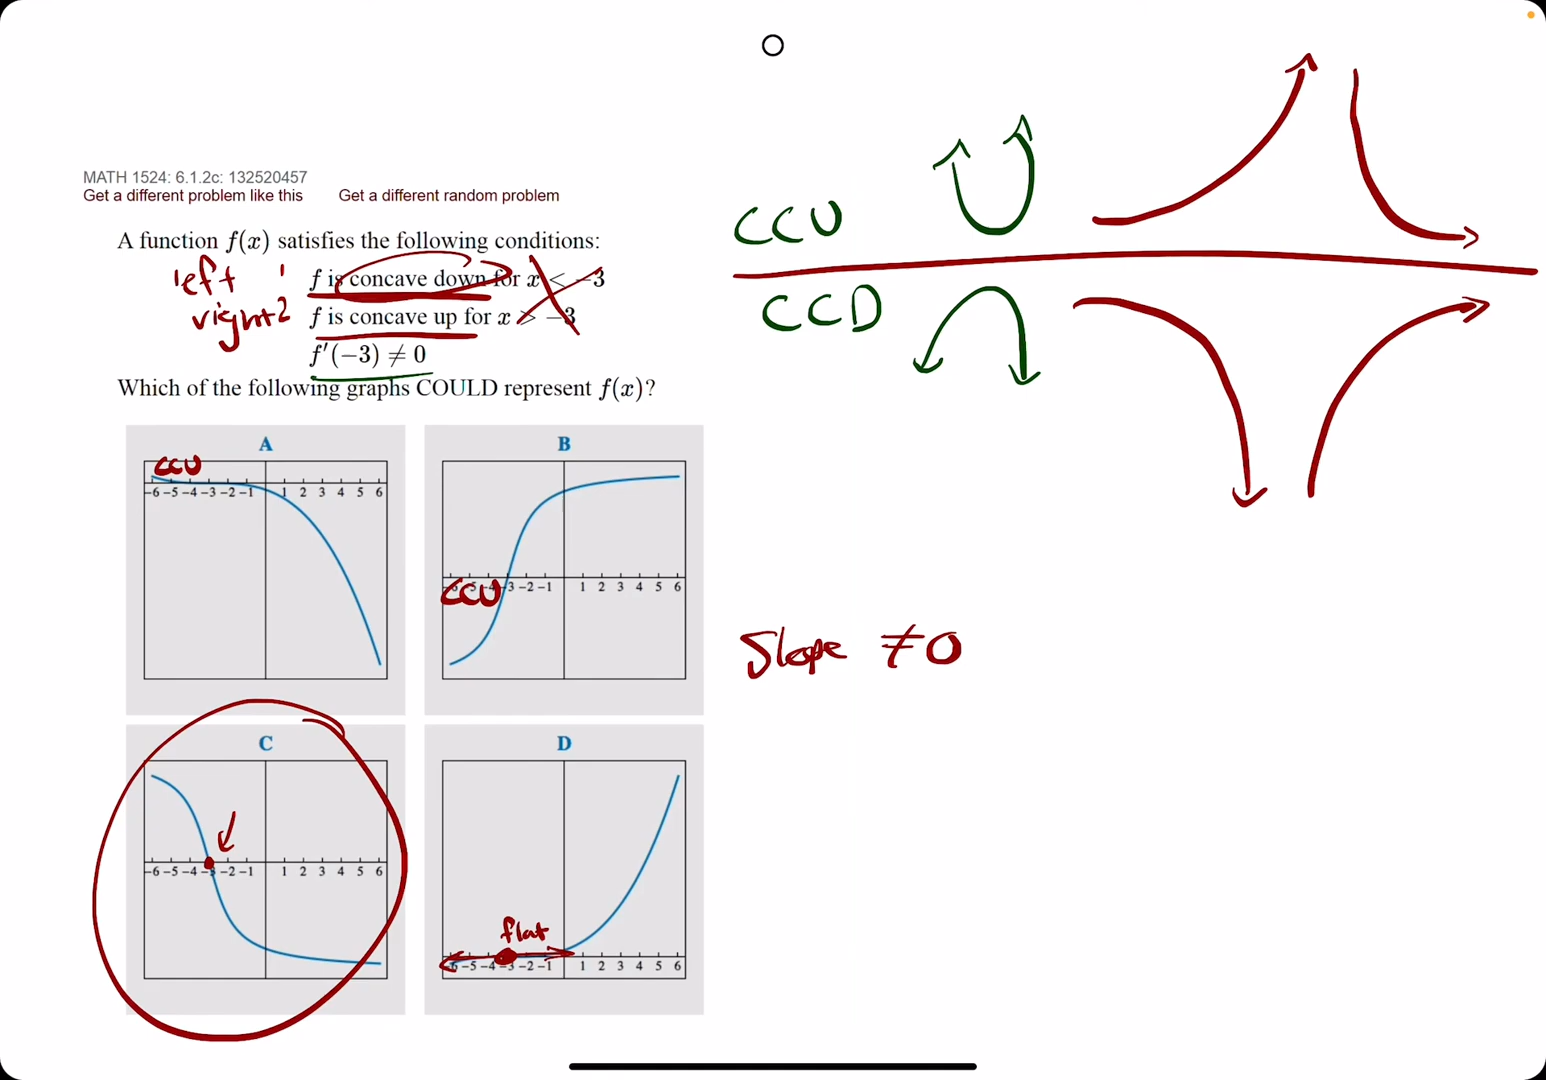 MATH 1524: 6.1.2c: 132520457
Get a different problem like this Get a different random problem
A function f(x) satisfies the following conditions:
left 1 f is concave down for x < −3
right 2 f is concave up for x > −3
f′(−3) ≠ 0
Which of the following graphs COULD represent f(x)?
CCU
CCD
A
CCU
−6 −5 −4 −3 −2 −1 1 2 3 4 5 6
B
−3 −2 −1 1 2 3 4 5 6
CCU
Slope ≠ 0
C
−6 −5 −4 −3 −2 −1 1 2 3 4 5 6
D
flat
−6 −5 −4 −3 −2 −1 1 2 3 4 5 6